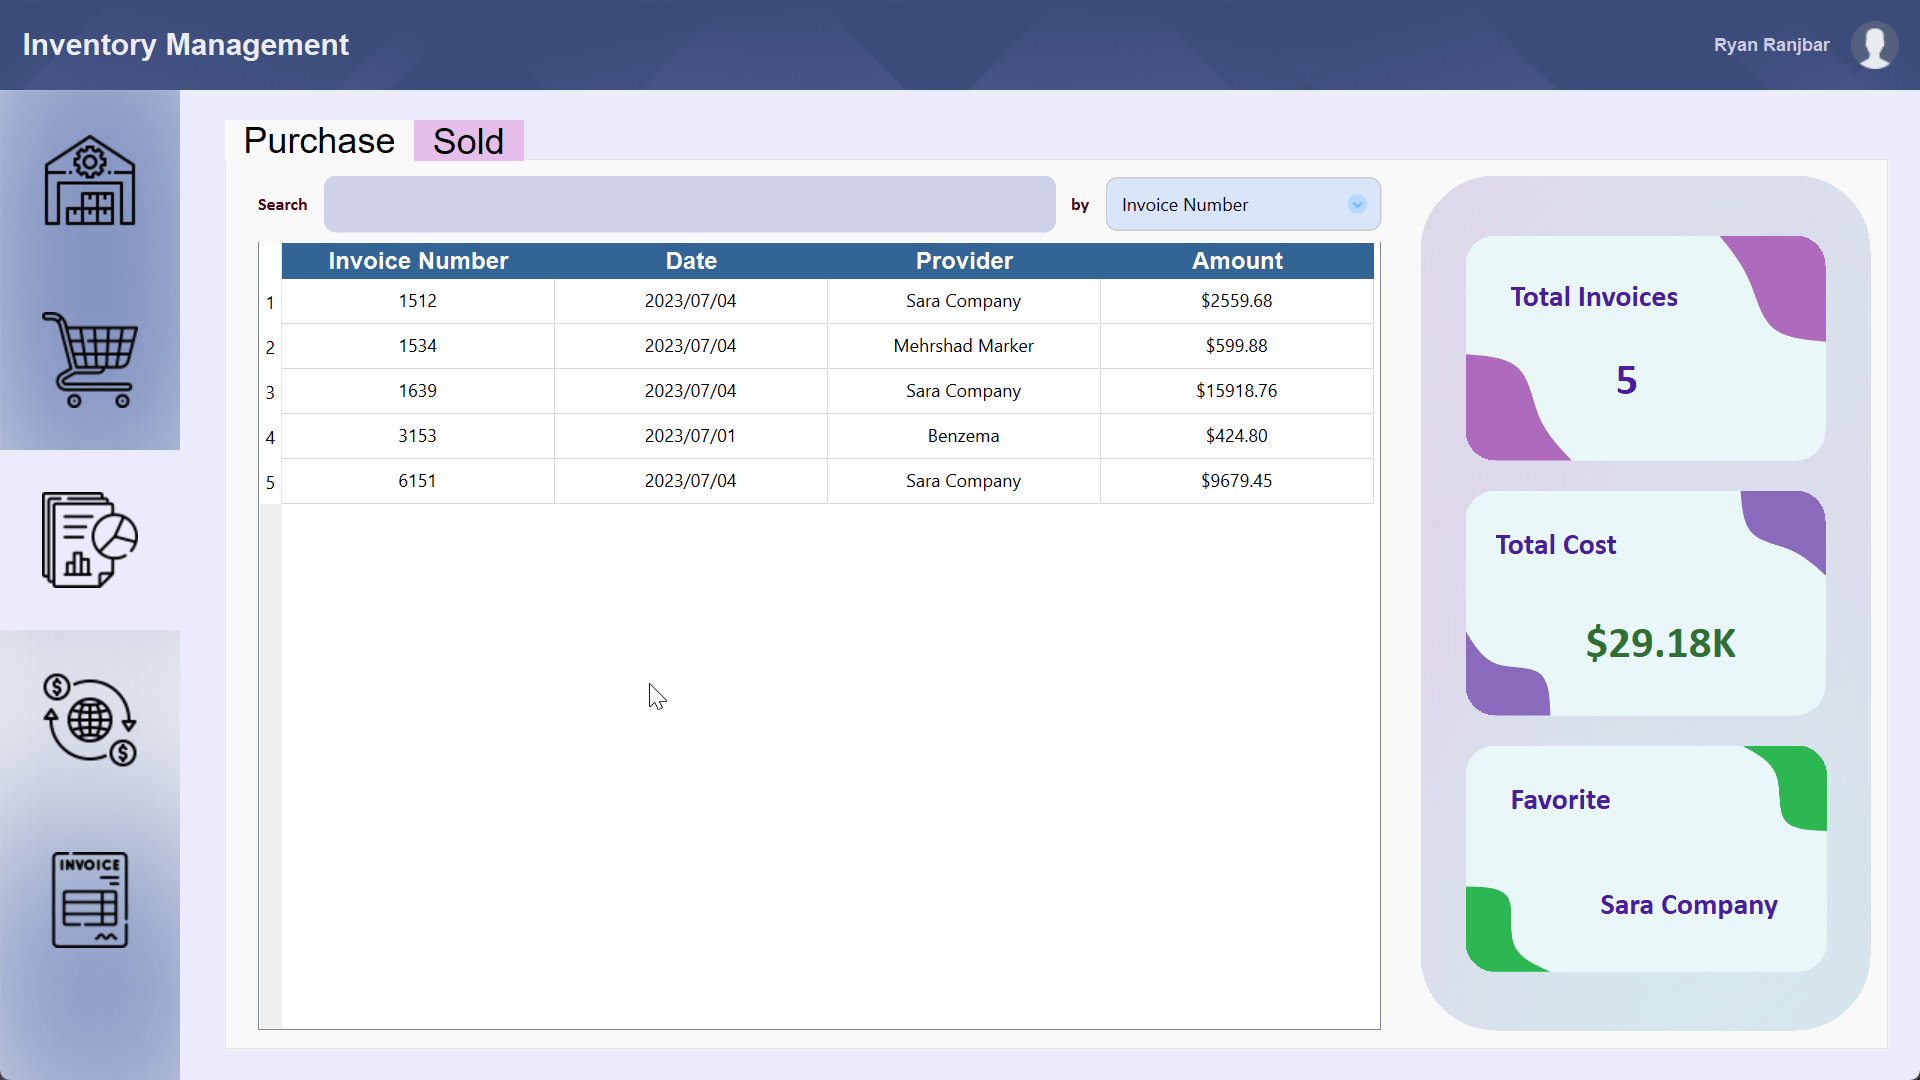 Inventory Management
Ryan Ranjbar
Purchase Sold
Search by Invoice Number
Invoice Number Date Provider Amount
1 1512 2023/07/04 Sara Company $2559.68
2 1534 2023/07/04 Mehrshad Marker $599.88
3 1639 2023/07/04 Sara Company $15918.76
4 3153 2023/07/01 Benzema $424.80
5 6151 2023/07/04 Sara Company $9679.45
Total Invoices
5
Total Cost
$29.18K
Favorite
Sara Company
$
$
INVOICE